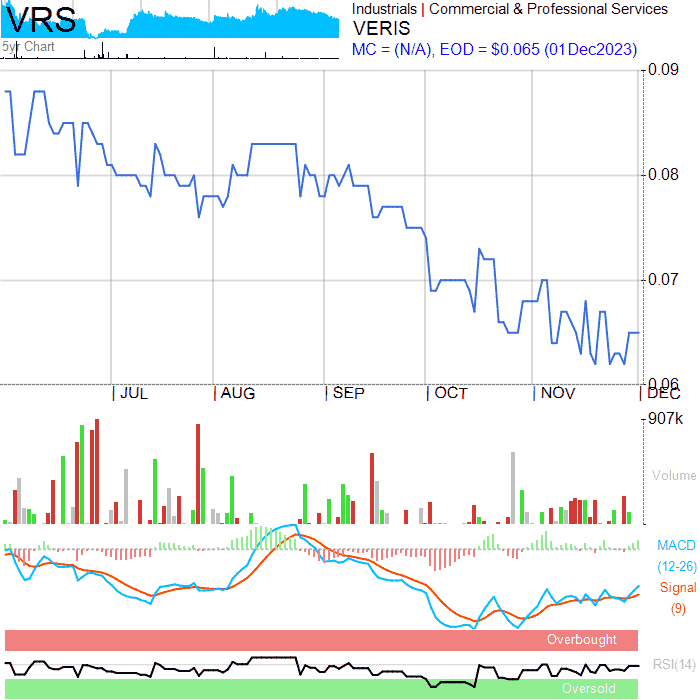 VRS
5yr Chart
Industrials | Commercial & Professional Services
VERIS
MC = (N/A), EOD = $0.065 (01Dec2023)
0.09
0.08
0.07
0.06
JUL
AUG
SEP
OCT
NOV
DEC
907k
Volume
MACD
(12-26)
Signal
(9)
Overbought
RSI(14)
Oversold